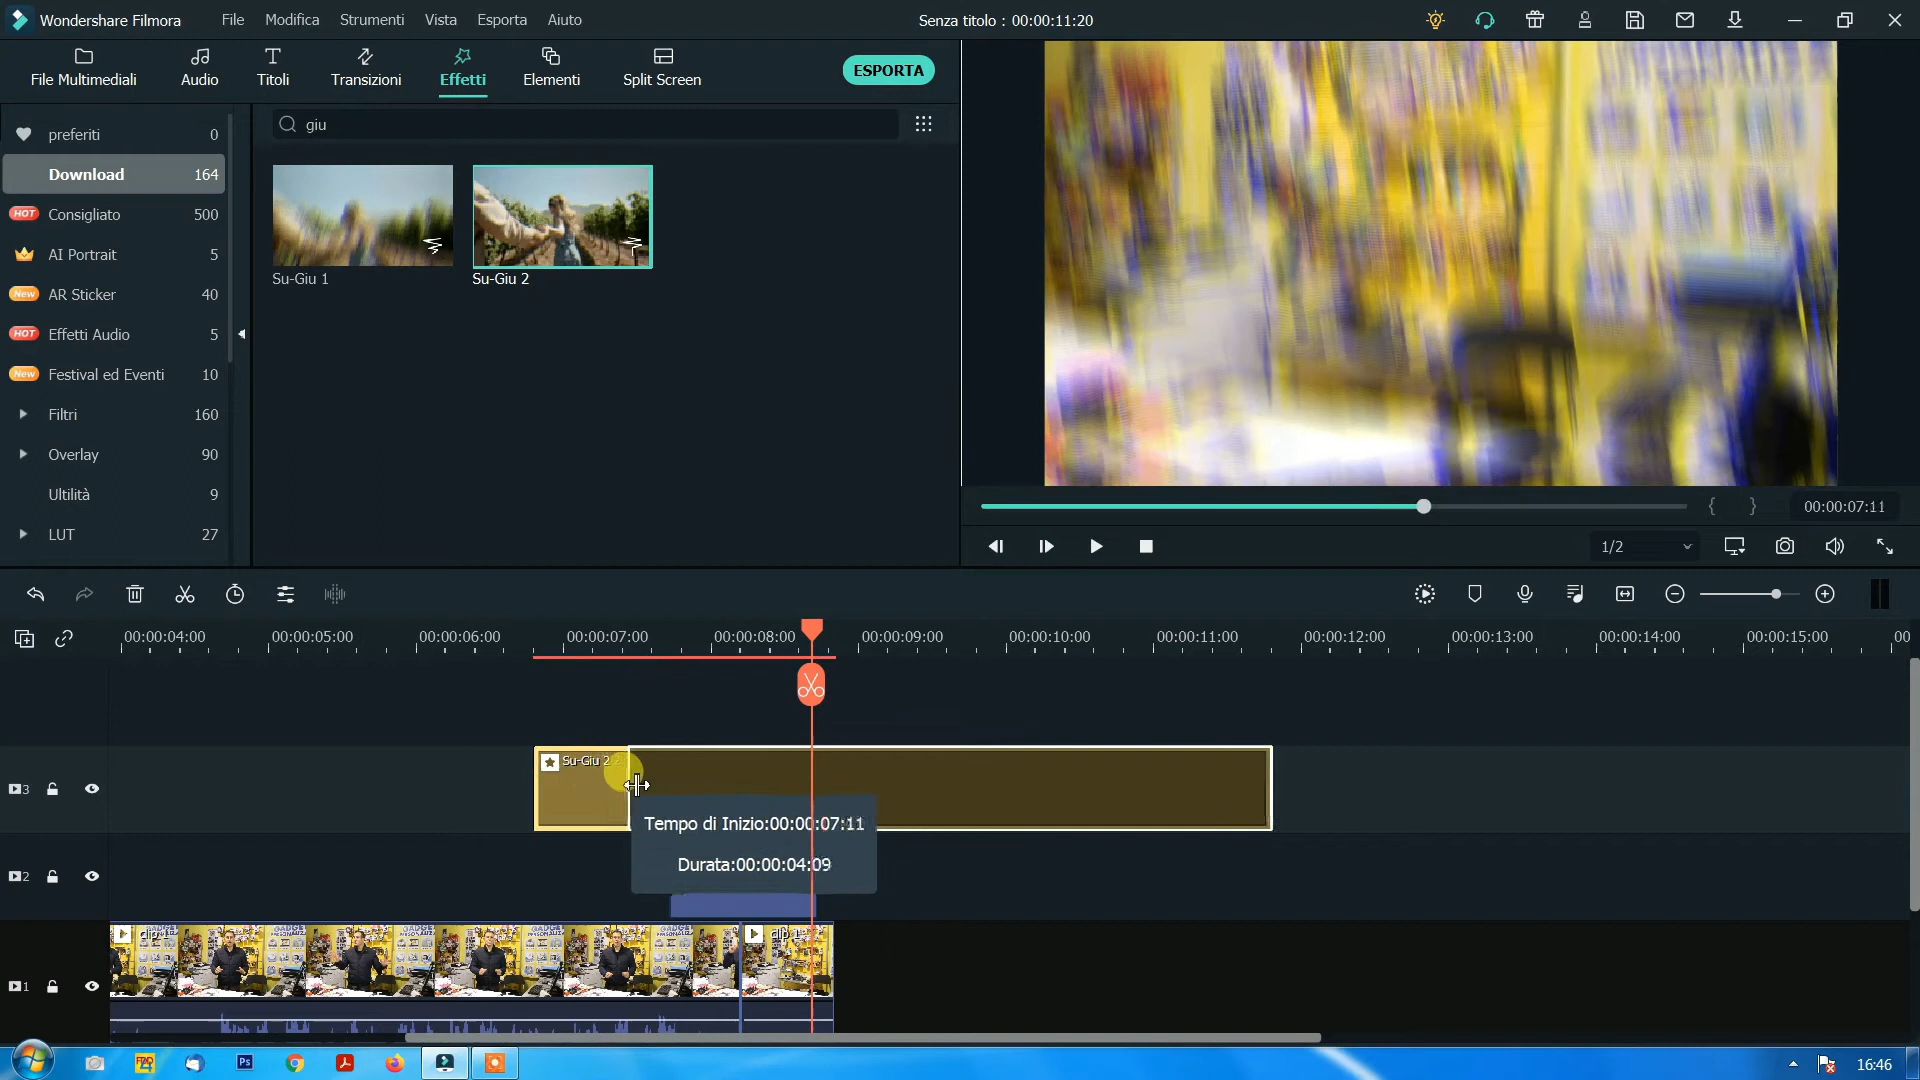 Wondershare Filmora
File Modifica Strumenti Vista Esporta Aiuto
Senza titolo : 00:00:11:20
File Multimediali
Audio
Titoli
Transizioni
Effetti
Elementi
Split Screen
ESPORTA
preferiti 0
Download 164
HOT Consigliato 500
AI Portrait 5
New AR Sticker 40
HOT Effetti Audio 5
New Festival ed Eventi 10
Filtri 160
Overlay 90
Ultilità 9
LUT 27
giu
Su-Giu 1
Su-Giu 2
00:00:07:11
1/2
00:00:04:00 00:00:05:00 00:00:06:00 00:00:07:00 00:00:08:00 00:00:09:00 00:00:10:00 00:00:11:00 00:00:12:00 00:00:13:00 00:00:14:00 00:00:15:00 00
3
Su-Giu 2
Tempo di Inizio:00:00:07:11
Durata:00:00:04:09
2
1
16:46